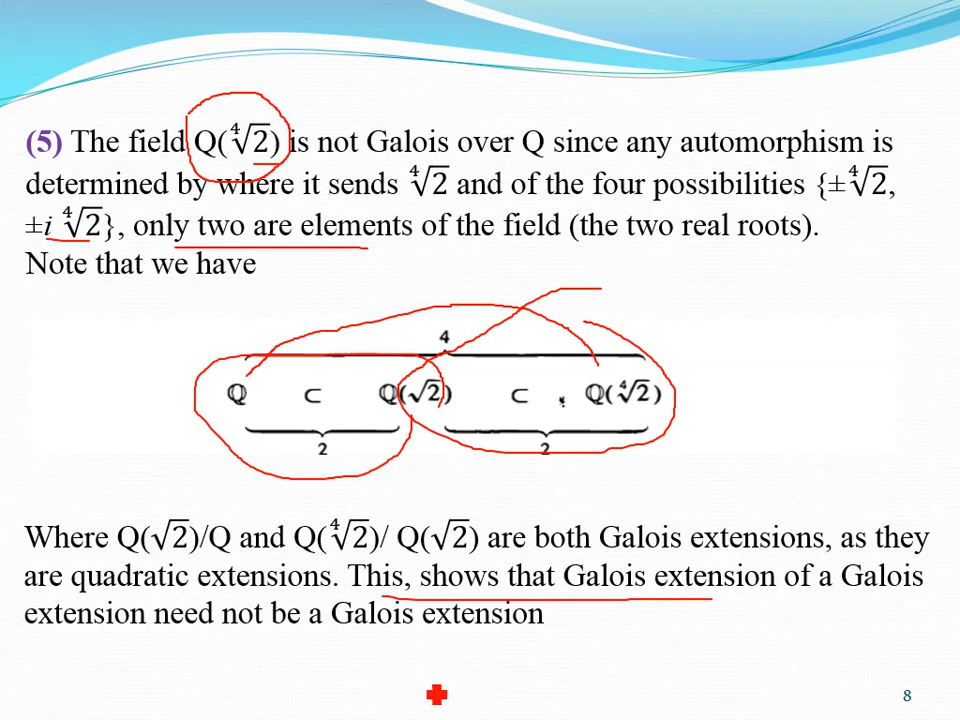 (5) The field Q(∜2) is not Galois over Q since any automorphism is
determined by where it sends ∜2 and of the four possibilities {±∜2,
±i ∜2}, only two are elements of the field (the two real roots).
Note that we have
4
ℚ ⊂ ℚ(√2) ⊂ ℚ(∜2)
2 2
Where Q(√2)/Q and Q(∜2)/ Q(√2) are both Galois extensions, as they
are quadratic extensions. This, shows that Galois extension of a Galois
extension need not be a Galois extension
8